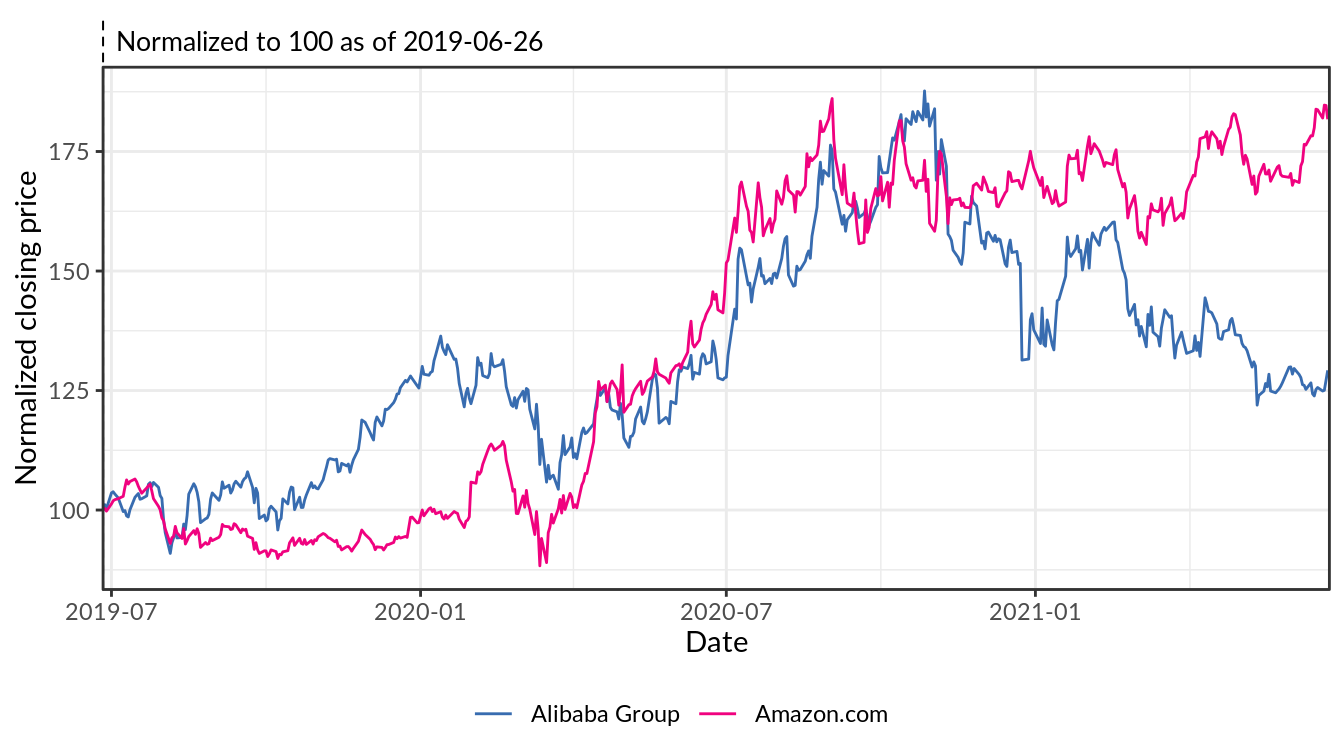 Normalized to 100 as of 2019-06-26
Normalized closing price
175
150
125
100
2019-07
2020-01
2020-07
2021-01
Date
Alibaba Group
Amazon.com